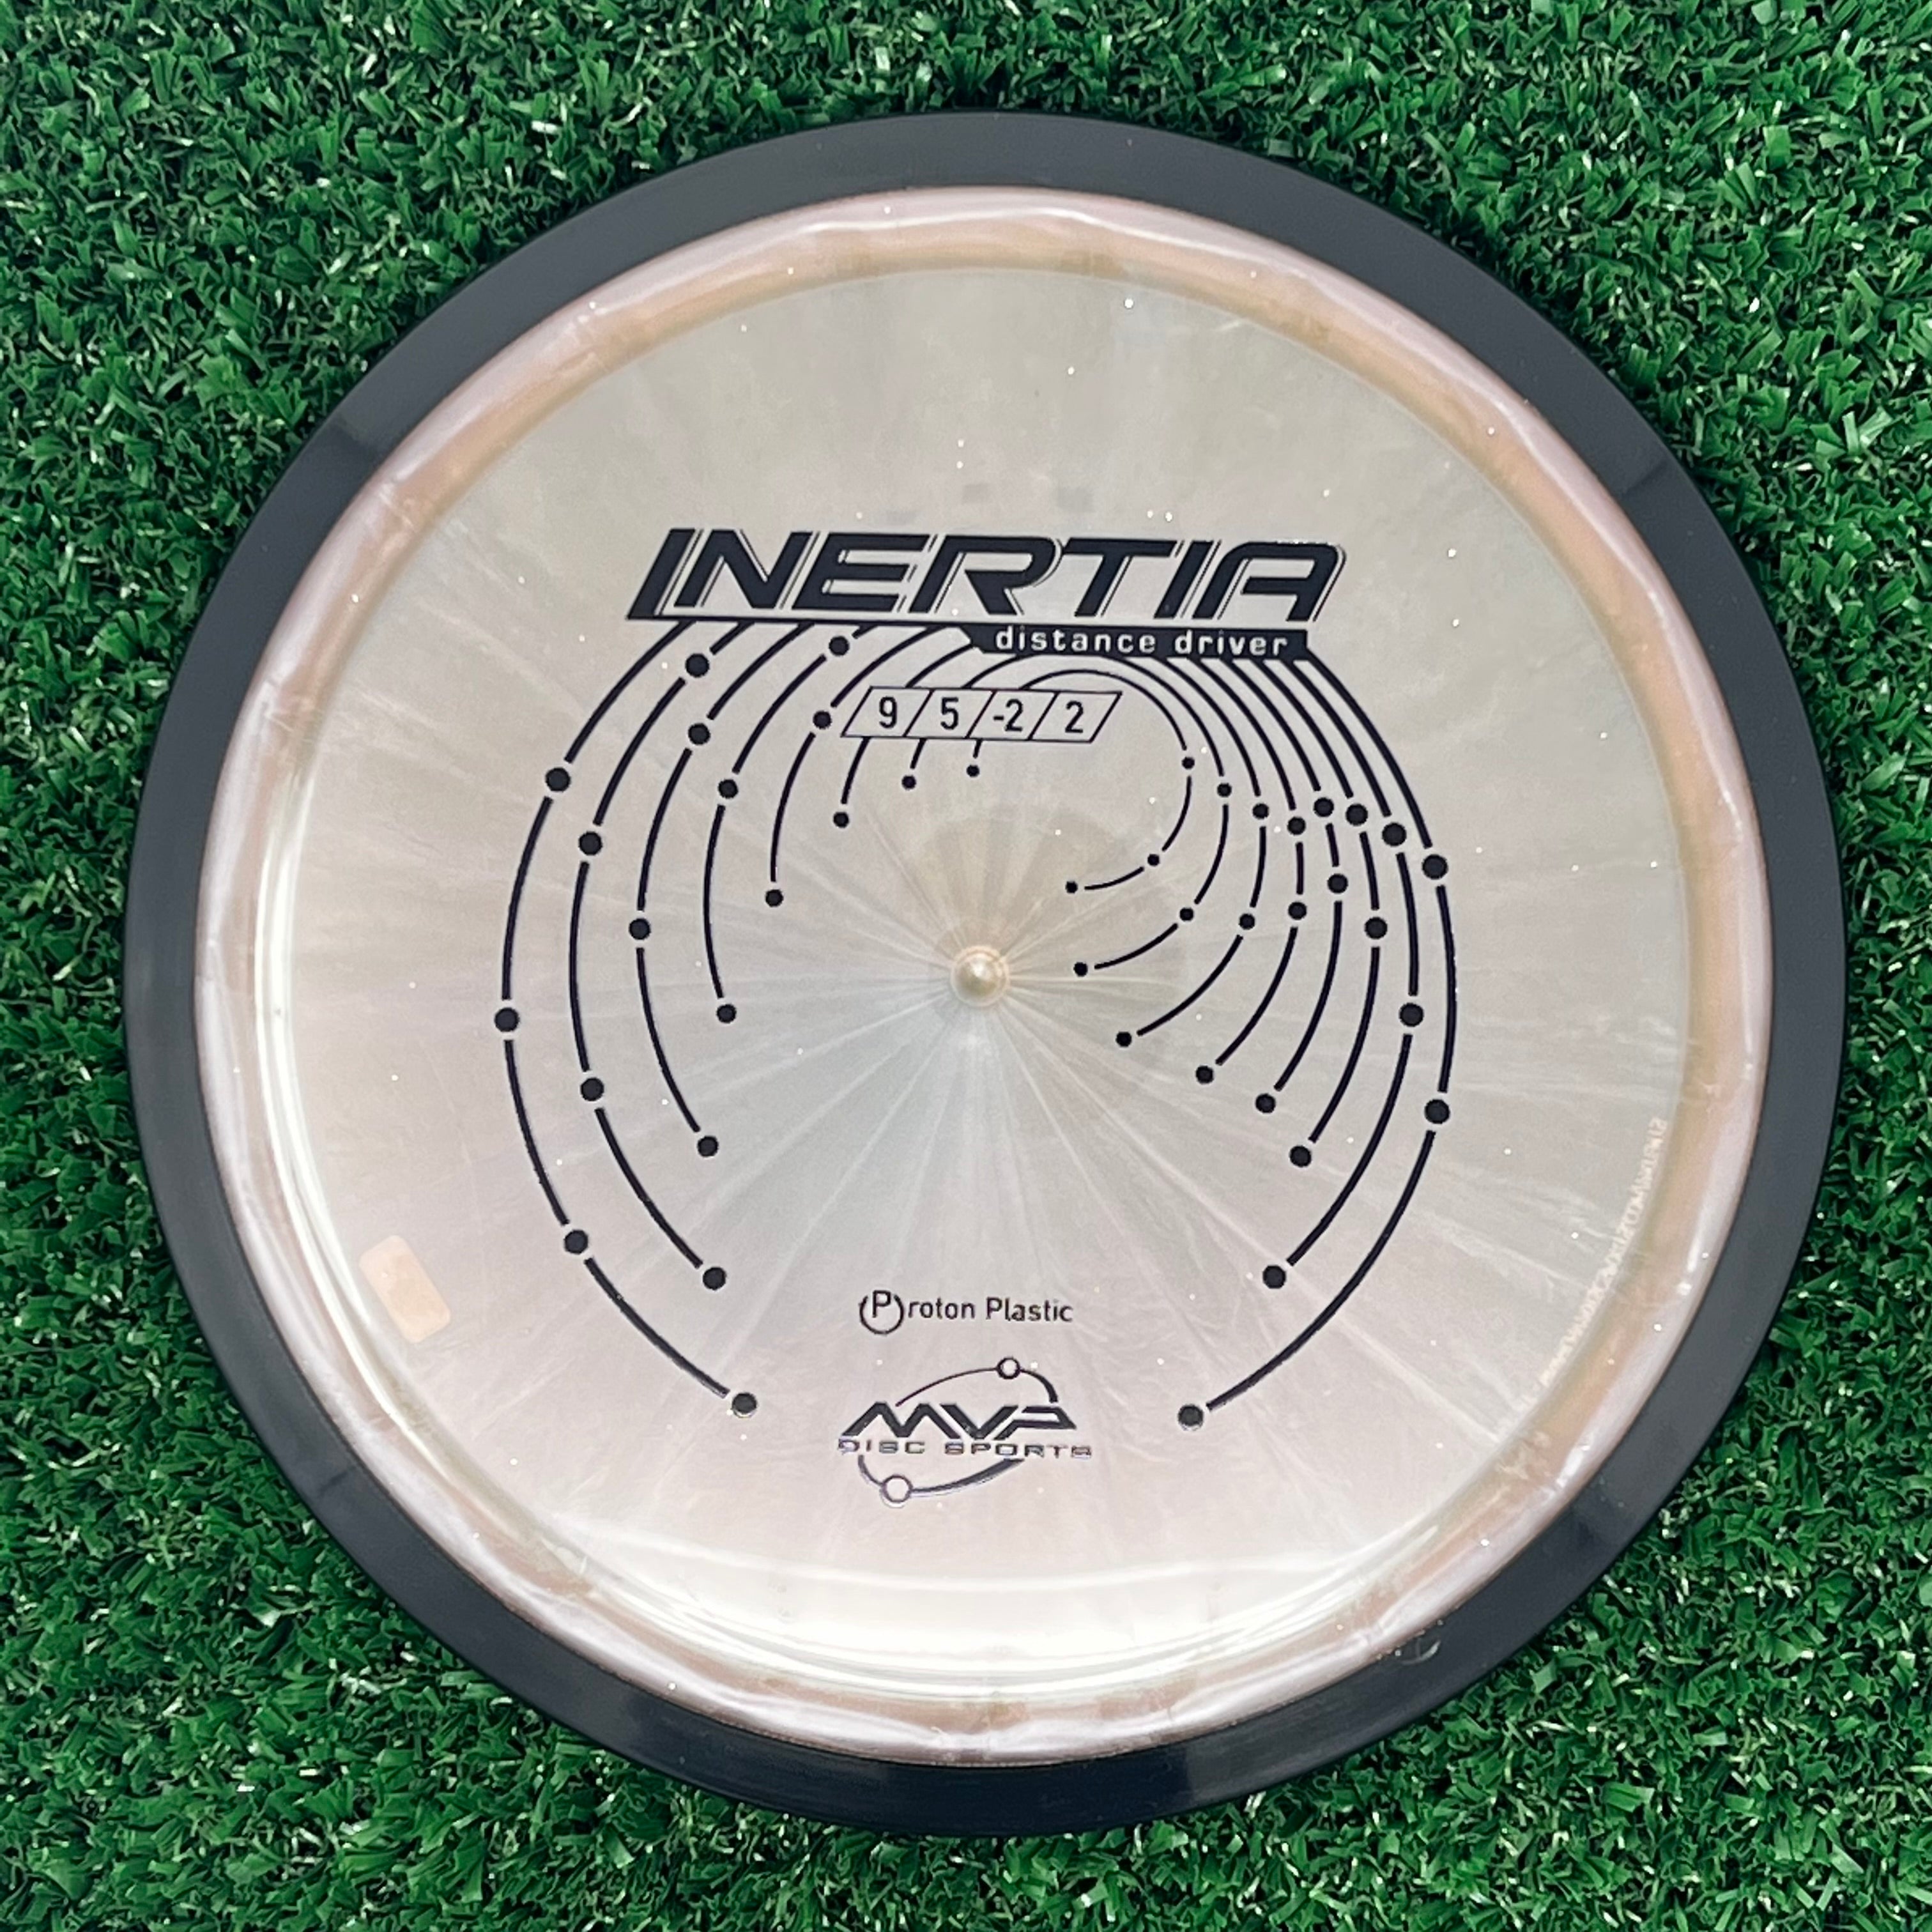 INERTIA
distance driver
9 5 -2 2
Proton Plastic
MVP
DISC SPORTS